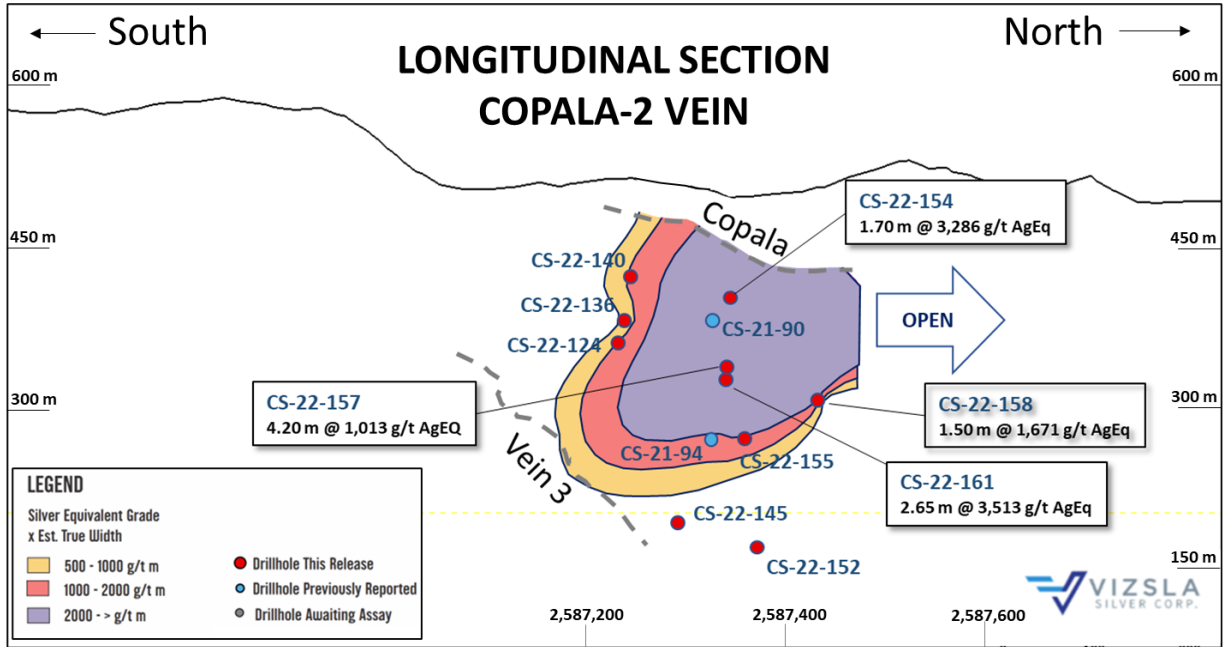 South
North
LONGITUDINAL SECTION
COPALA-2 VEIN
600 m
600 m
CS-22-154
1.70 m @ 3,286 g/t AgEq
Copala
450 m
450 m
CS-22-140
CS-22-136
CS-21-90
OPEN
CS-22-124
CS-22-157
4.20 m @ 1,013 g/t AgEQ
300 m
300 m
CS-22-158
1.50 m @ 1,671 g/t AgEq
CS-21-94
CS-22-155
Vein 3
CS-22-161
2.65 m @ 3,513 g/t AgEq
CS-22-145
CS-22-152
150 m
LEGEND
Silver Equivalent Grade
x Est. True Width
500 - 1000 g/t m
1000 - 2000 g/t m
2000 - > g/t m
Drillhole This Release
Drillhole Previously Reported
Drillhole Awaiting Assay
VIZSLA
SILVER CORP.
2,587,200
2,587,400
2,587,600